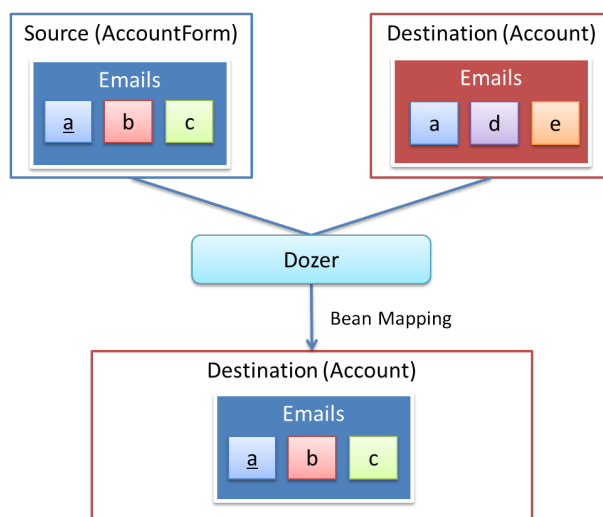 Source (AccountForm)
Emails
a b c
Destination (Account)
Emails
a d e
Dozer
Bean Mapping
Destination (Account)
Emails
a b c